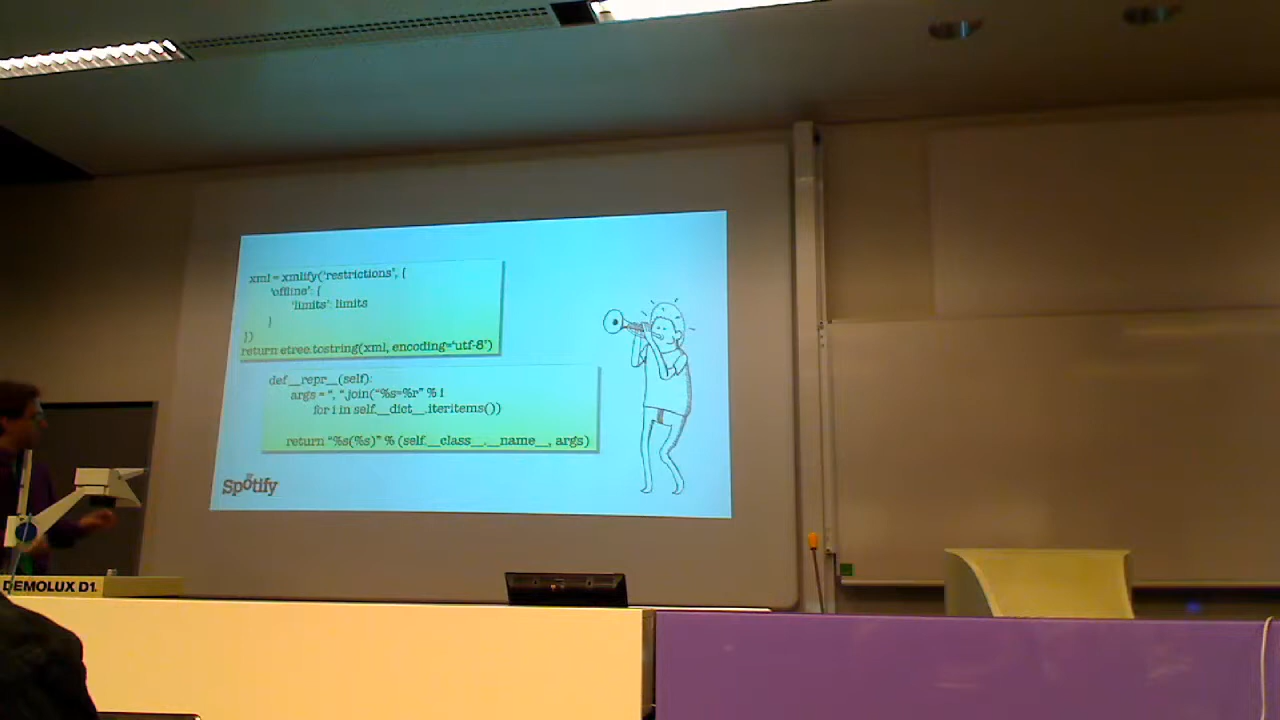 xml = xmlify('restrictions', {
'offline': {
'limits': limits
}
})
return etree.tostring(xml, encoding='utf-8')
def __repr__(self):
args = ", ".join("%s=%r" % i
for i in self.__dict__.iteritems())
return "%s(%s)" % (self.__class__.__name__, args)
Spotify
DEMOLUX D1